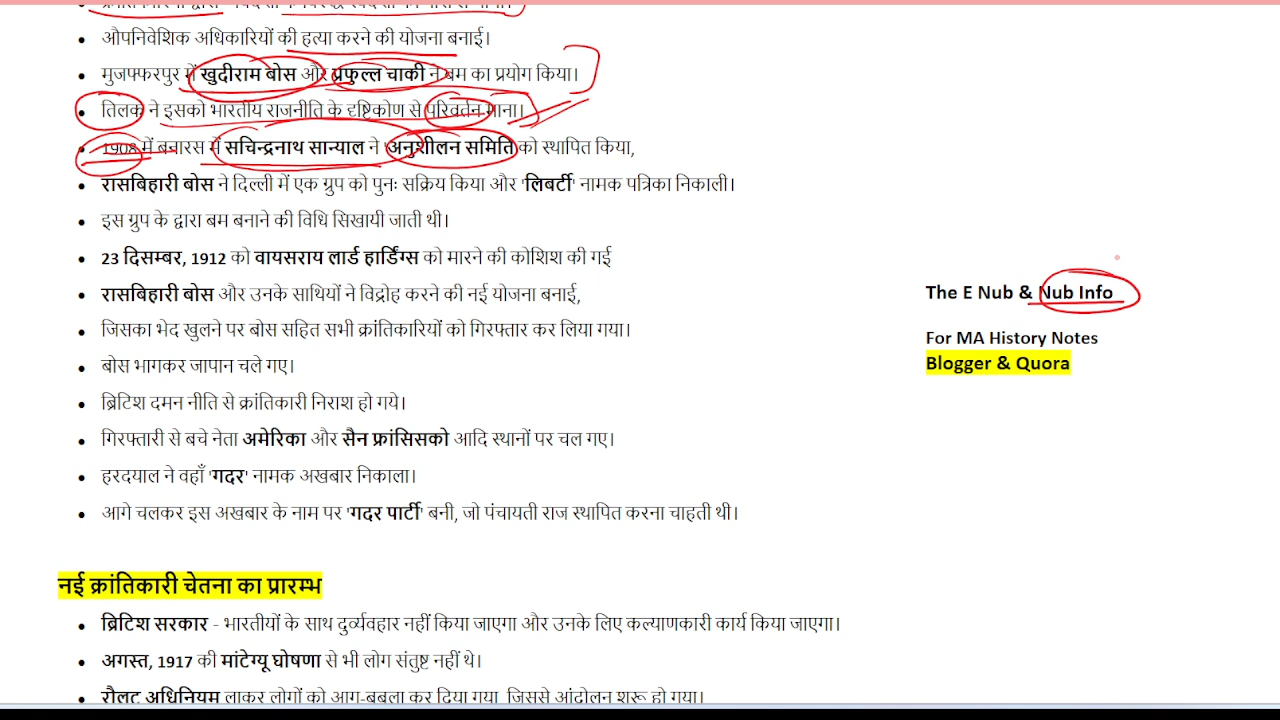 औपनिवेशिक अधिकारियों की हत्या करने की योजना बनाई।
मुजफ्फरपुर में खुदीराम बोस और प्रफुल्ल चाकी ने बम का प्रयोग किया।
तिलक ने इसको भारतीय राजनीति के दृष्टिकोण से परिवर्तन माना।
1908 में बनारस में सचिन्द्रनाथ सान्याल ने 'अनुशीलन समिति' को स्थापित किया,
रासबिहारी बोस ने दिल्ली में एक ग्रुप को पुनः सक्रिय किया और 'लिबर्टी' नामक पत्रिका निकाली।
इस ग्रुप के द्वारा बम बनाने की विधि सिखायी जाती थी।
23 दिसम्बर, 1912 को वायसराय लार्ड हार्डिंग्स को मारने की कोशिश की गई
रासबिहारी बोस और उनके साथियों ने विद्रोह करने की नई योजना बनाई,
जिसका भेद खुलने पर बोस सहित सभी क्रांतिकारियों को गिरफ्तार कर लिया गया।
बोस भागकर जापान चले गए।
ब्रिटिश दमन नीति से क्रांतिकारी निराश हो गये।
गिरफ्तारी से बचे नेता अमेरिका और सैन फ्रांसिसको आदि स्थानों पर चल गए।
हरदयाल ने वहाँ 'गदर' नामक अखबार निकाला।
आगे चलकर इस अखबार के नाम पर 'गदर पार्टी' बनी, जो पंचायती राज स्थापित करना चाहती थी।
The E Nub & Nub Info
For MA History Notes
Blogger & Quora
नई क्रांतिकारी चेतना का प्रारम्भ
ब्रिटिश सरकार - भारतीयों के साथ दुर्व्यवहार नहीं किया जाएगा और उनके लिए कल्याणकारी कार्य किया जाएगा।
अगस्त, 1917 की मांटेग्यू घोषणा से भी लोग संतुष्ट नहीं थे।
रौलट अधिनियम लाकर लोगों को आग-बबूला कर दिया गया, जिससे आंदोलन शुरू हो गया।